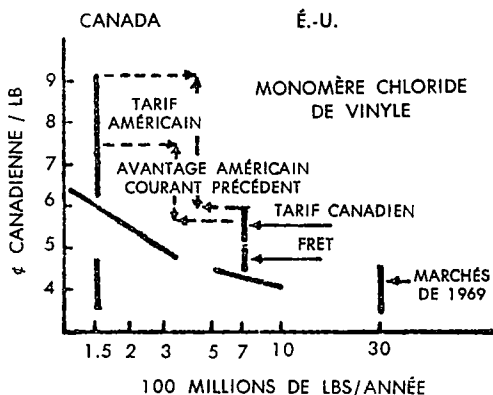 CANADA É.-U.
MONOMÈRE CHLORIDE
DE VINYLE
TARIF
AMÉRICAIN
AVANTAGE AMÉRICAIN
COURANT PRÉCÉDENT
TARIF CANADIEN
FRET
MARCHÉS
DE 1969
¢ CANADIENNE / LB
9
8
7
6
5
4
1.5 2 3 5 7 10 30
100 MILLIONS DE LBS/ANNÉE